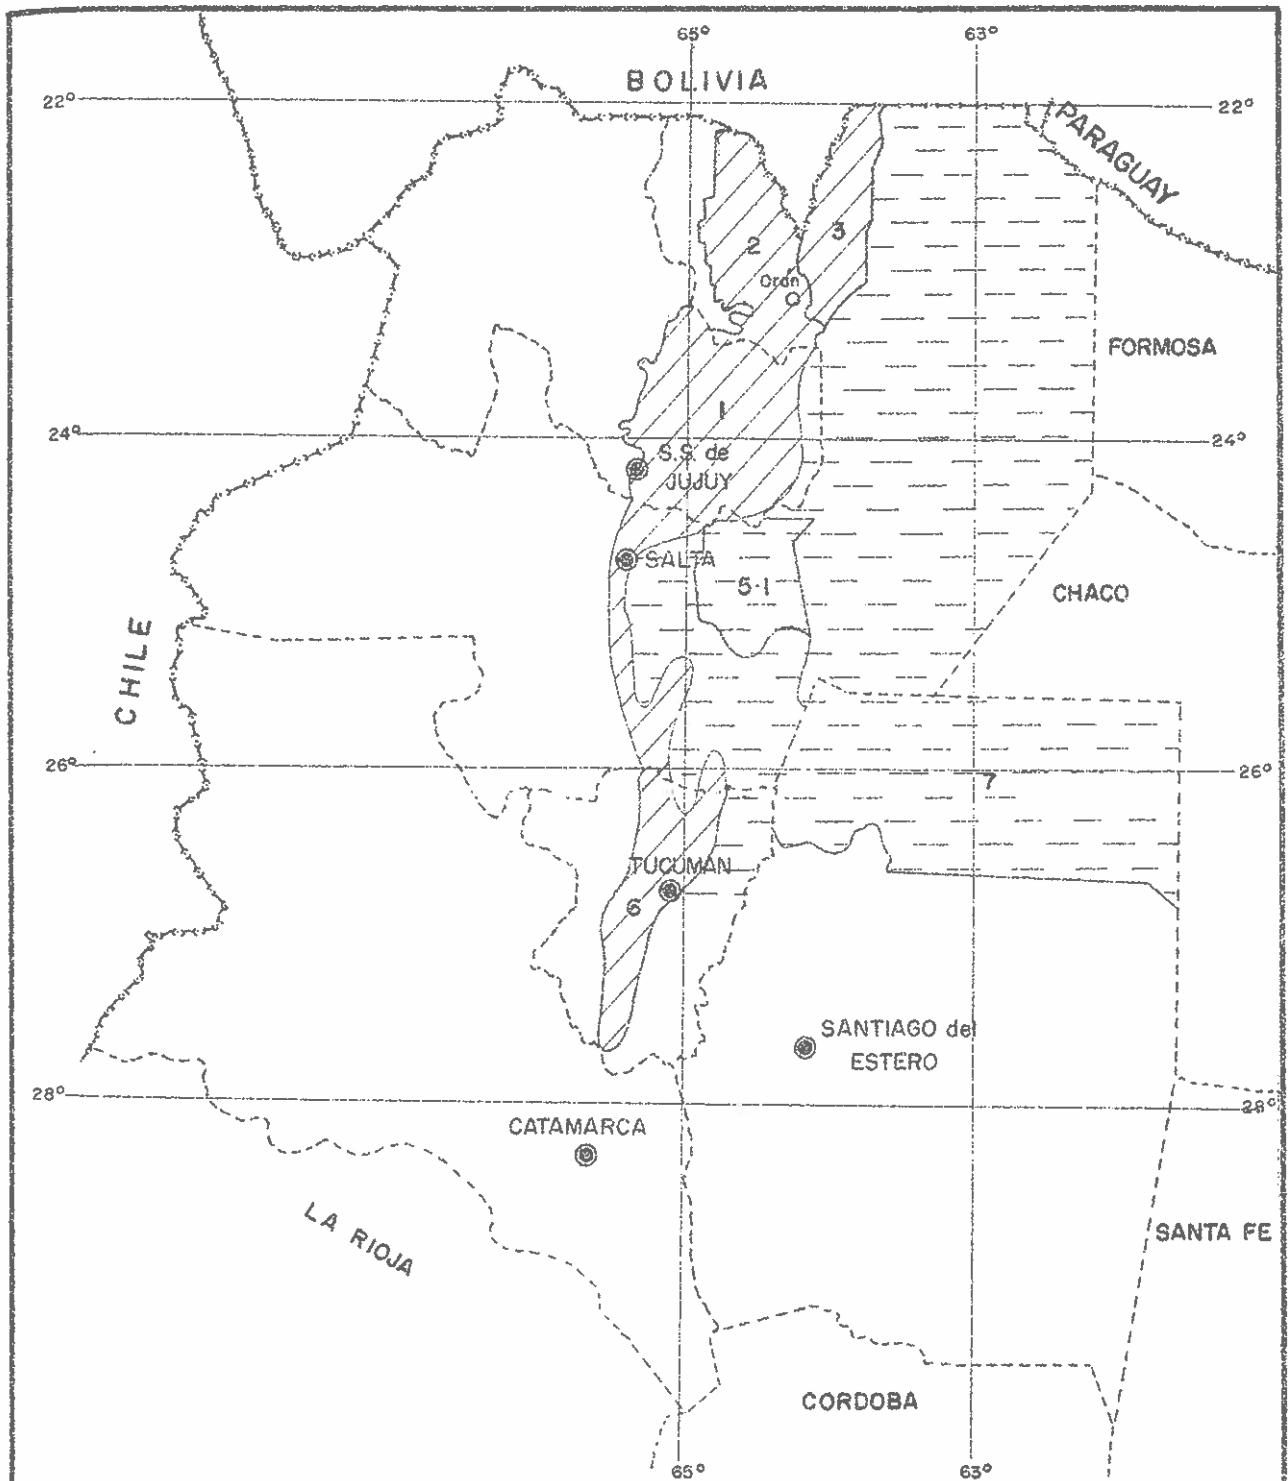 65°
63°
BOLIVIA
22°
22°
PARAGUAY
2
3
Orán
FORMOSA
1
24°
24°
S.S. de
JUJUY
SALTA
5-1
CHACO
CHILE
26°
26°
7
TUCUMAN
6
SANTIAGO del
ESTERO
28°
28°
CATAMARCA
LA RIOJA
SANTA FE
CORDOBA
65°
63°